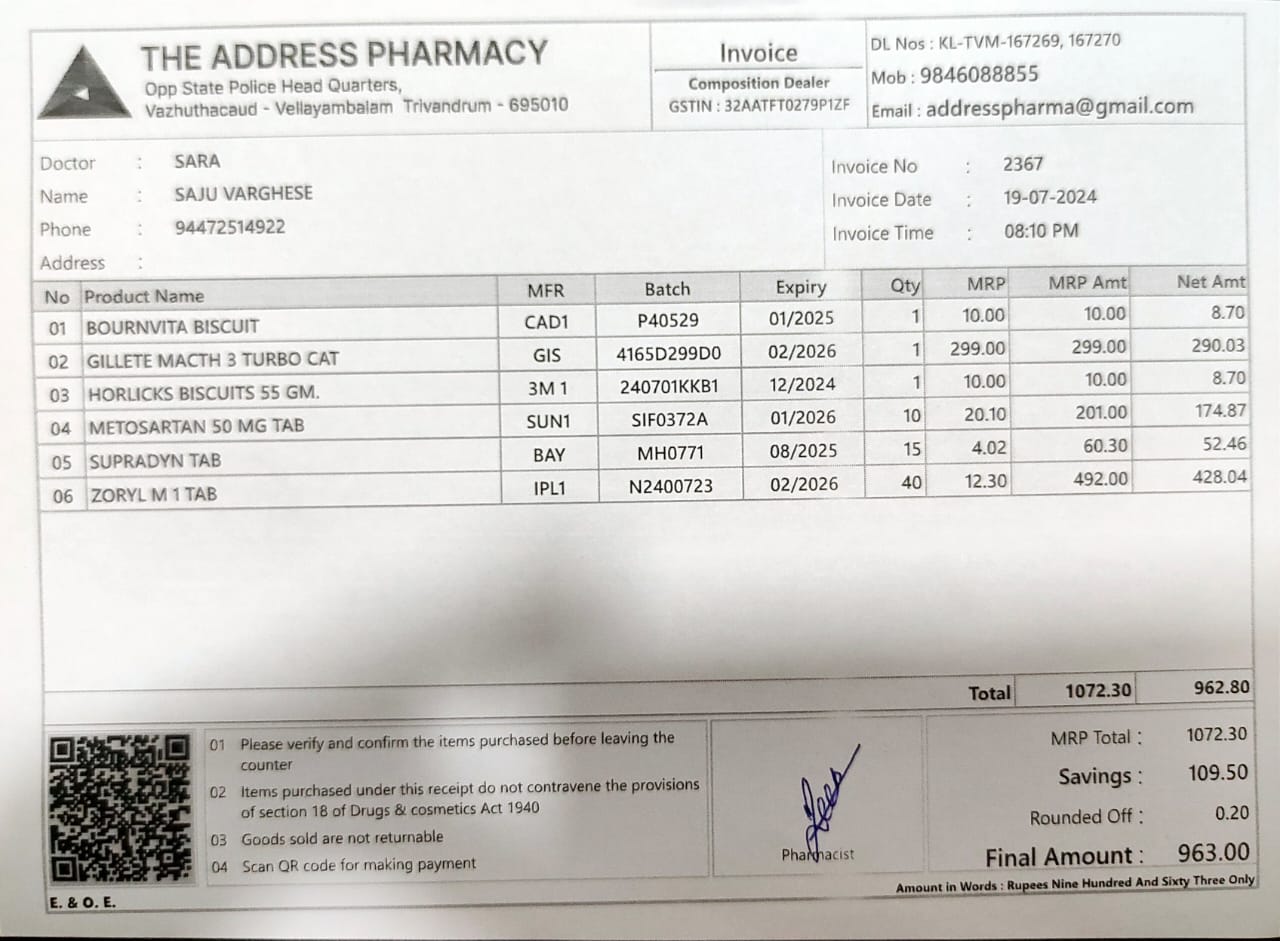 THE ADDRESS PHARMACY
Opp State Police Head Quarters,
Vazhuthacaud - Vellayambalam Trivandrum - 695010
Invoice
Composition Dealer
GSTIN : 32AATFT0279P1ZF
DL Nos : KL-TVM-167269, 167270
Mob : 9846088855
Email : addresspharma@gmail.com
Doctor : SARA
Name : SAJU VARGHESE
Phone : 94472514922
Address :
Invoice No : 2367
Invoice Date : 19-07-2024
Invoice Time : 08:10 PM
No Product Name MFR Batch Expiry Qty MRP MRP Amt Net Amt
01 BOURNVITA BISCUIT CAD1 P40529 01/2025 1 10.00 10.00 8.70
02 GILLETE MACTH 3 TURBO CAT GIS 4165D299D0 02/2026 1 299.00 299.00 290.03
03 HORLICKS BISCUITS 55 GM. 3M 1 240701KKB1 12/2024 1 10.00 10.00 8.70
04 METOSARTAN 50 MG TAB SUN1 SIF0372A 01/2026 10 20.10 201.00 174.87
05 SUPRADYN TAB BAY MH0771 08/2025 15 4.02 60.30 52.46
06 ZORYL M 1 TAB IPL1 N2400723 02/2026 40 12.30 492.00 428.04
Total 1072.30 962.80
01 Please verify and confirm the items purchased before leaving the
counter
02 Items purchased under this receipt do not contravene the provisions
of section 18 of Drugs & cosmetics Act 1940
03 Goods sold are not returnable
04 Scan QR code for making payment
Pharmacist
MRP Total : 1072.30
Savings : 109.50
Rounded Off : 0.20
Final Amount : 963.00
Amount in Words : Rupees Nine Hundred And Sixty Three Only
E. & O. E.